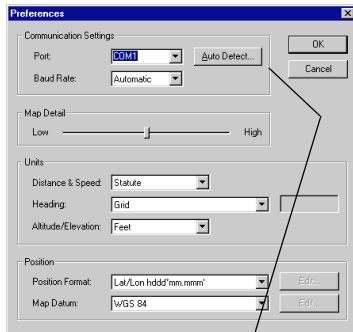 Preferences
Communication Settings
Port: COM1 Auto Detect...
Baud Rate: Automatic
OK
Cancel
Map Detail
Low High
Units
Distance & Speed: Statute
Heading: Grid
Altitude/Elevation: Feet
Position
Position Format: Lat/Lon hddd°mm.mmm' Edit...
Map Datum: WGS 84 Edit...